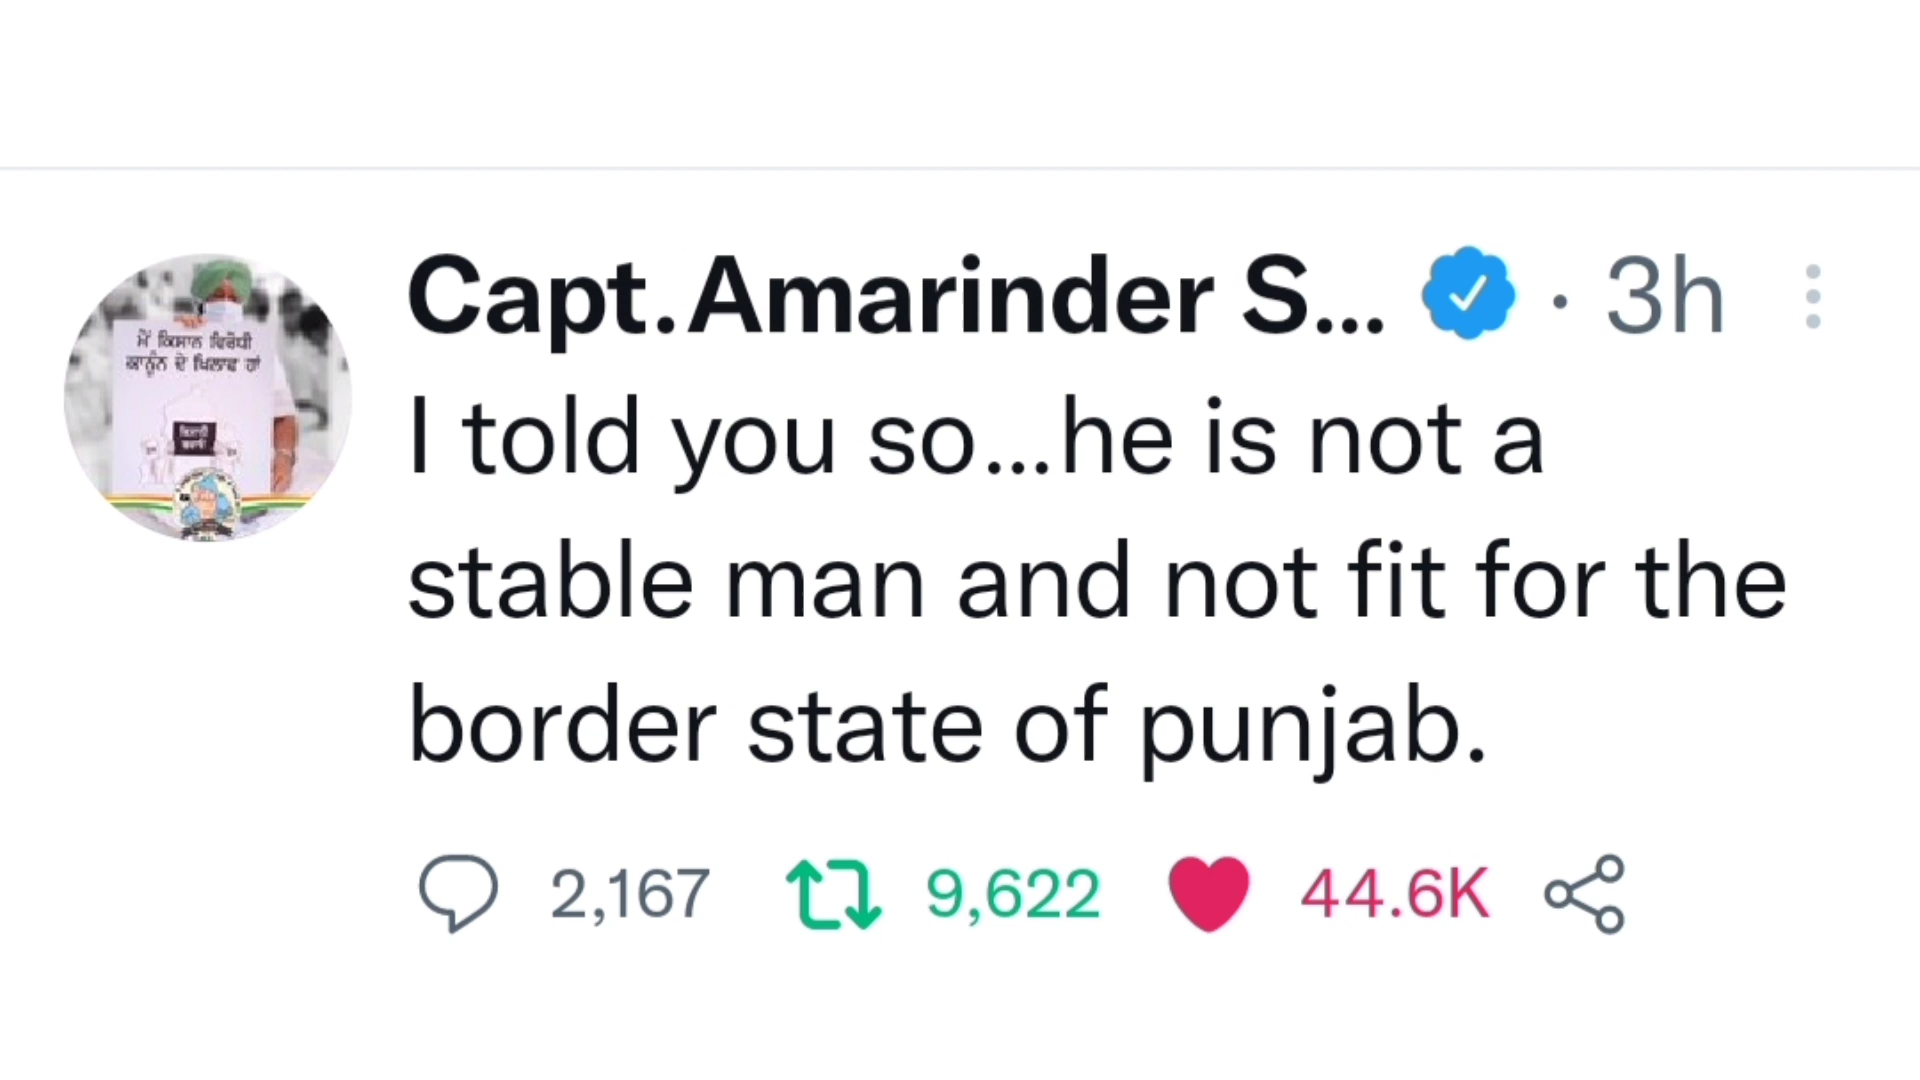 Capt.Amarinder S... · 3h
I told you so...he is not a
stable man and not fit for the
border state of punjab.
2,167 9,622 44.6K
ਮੈਂ ਕਿਸਾਨ ਵਿਰੋਧੀ
ਕਾਨੂੰਨ ਦੇ ਖਿਲਾਫ ਹਾਂ